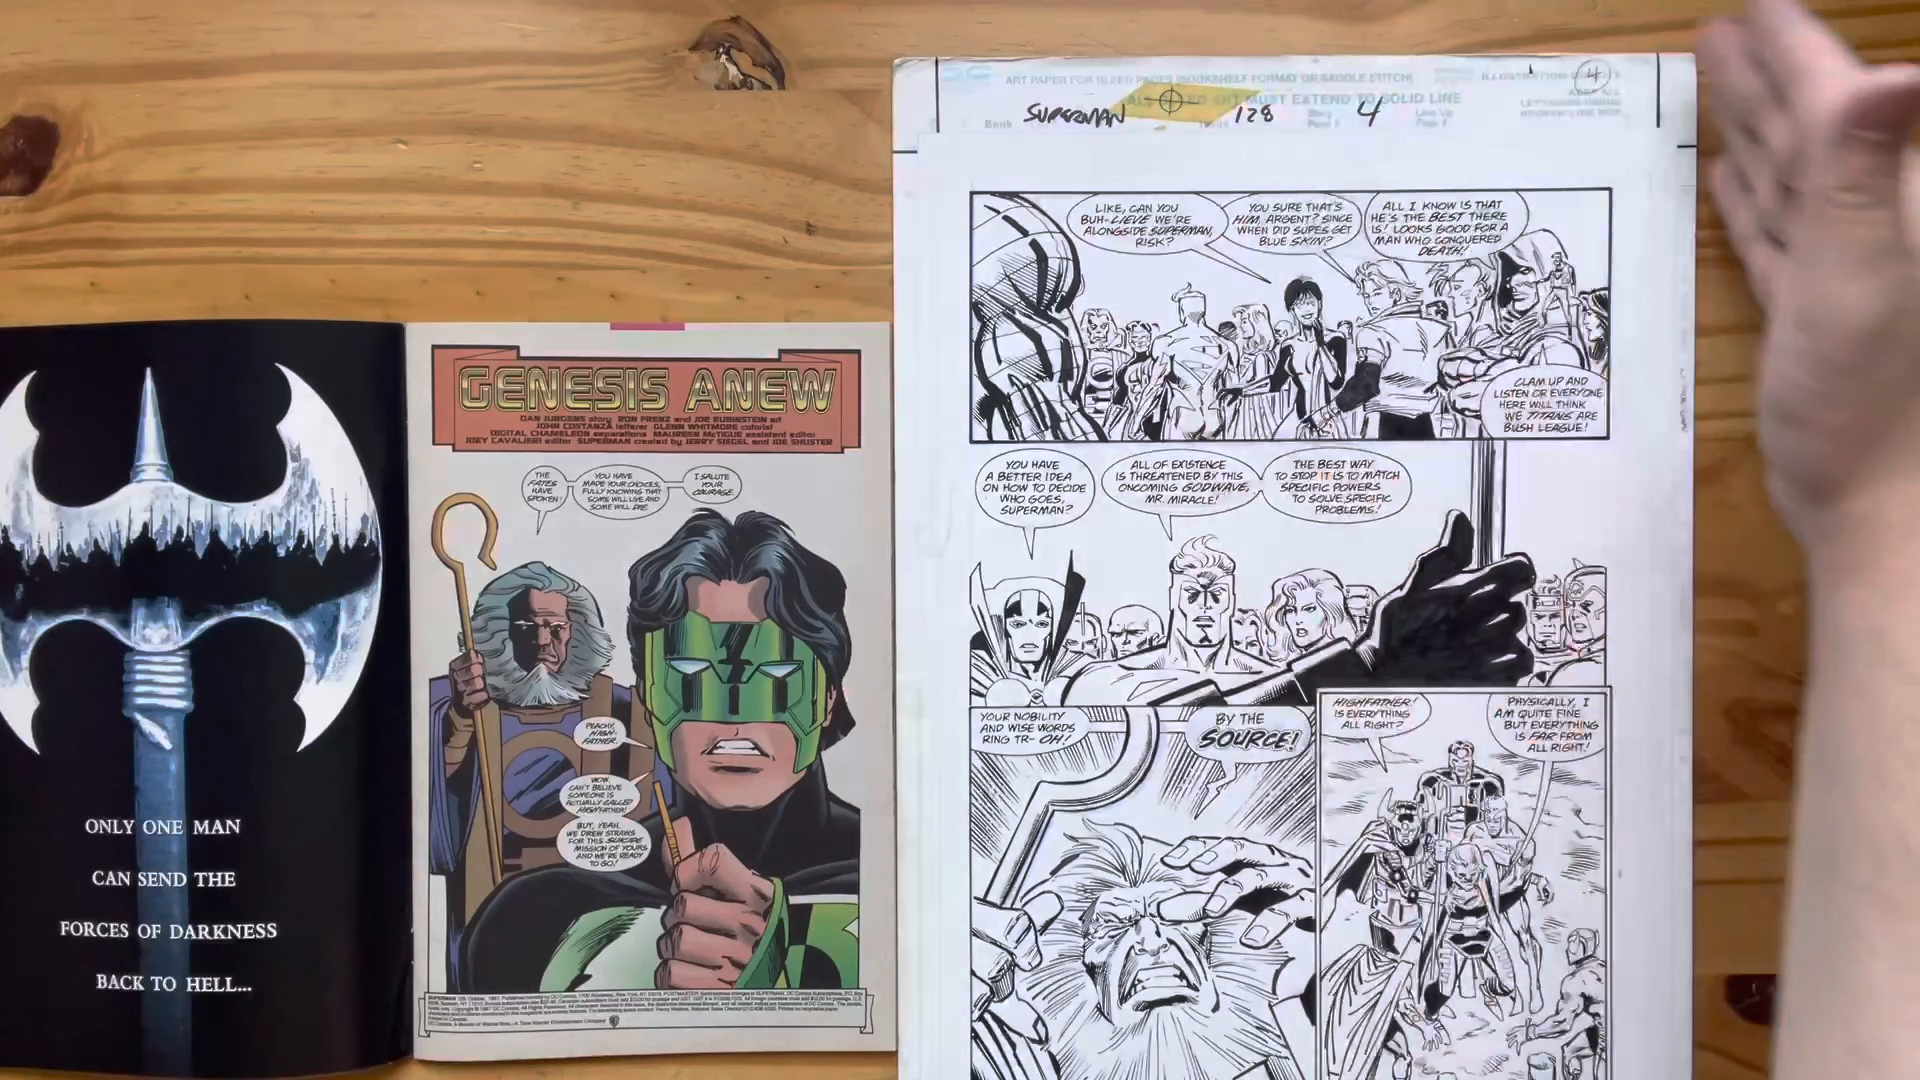 ONLY ONE MAN
CAN SEND THE
FORCES OF DARKNESS
BACK TO HELL...
GENESIS ANEW
DAN JURGENS story RON FRENZ and JOE RUBINSTEIN art
JOHN COSTANZA letterer GLENN WHITMORE colorist
DIGITAL CHAMELEON separations MAUREEN McTIGUE assistant editor
JOEY CAVALIERI editor SUPERMAN created by JERRY SIEGEL and JOE SHUSTER
THE
FATES
HAVE
SPOKEN!
YOU HAVE
MADE YOUR CHOICES,
FULLY KNOWING THAT
SOME WILL LIVE AND
SOME WILL DIE.
I SALUTE
YOUR
COURAGE.
PEACHY,
HIGH-
FATHER.
WOW.
CAN'T BELIEVE
SOMEONE IS
ACTUALLY CALLED
HIGHFATHER!
BUT, YEAH.
WE DREW STRAWS
FOR THIS SUICIDE
MISSION OF YOURS
AND WE'RE READY
TO GO!
ART PAPER FOR BLEED PAGES (BOOKSHELF FORMAT OR SADDLE STITCH)
MUST EXTEND TO SOLID LINE
4
Book
SUPERMAN
128
4
LIKE, CAN YOU
BUH-LIEVE WE'RE
ALONGSIDE SUPERMAN,
RISK?
YOU SURE THAT'S
HIM, ARGENT? SINCE
WHEN DID SUPES GET
BLUE SKIN?
ALL I KNOW IS THAT
HE'S THE BEST THERE
IS! LOOKS GOOD FOR A
MAN WHO CONQUERED
DEATH!
CLAM UP AND
LISTEN OR EVERYONE
HERE WILL THINK
WE TITANS ARE
BUSH LEAGUE!
YOU HAVE
A BETTER IDEA
ON HOW TO DECIDE
WHO GOES,
SUPERMAN?
ALL OF EXISTENCE
IS THREATENED BY THIS
ONCOMING GODWAVE,
MR. MIRACLE!
THE BEST WAY
TO STOP IT IS TO MATCH
SPECIFIC POWERS
TO SOLVE SPECIFIC
PROBLEMS!
YOUR NOBILITY
AND WISE WORDS
RING TR- OH!
BY THE
SOURCE!
HIGHFATHER!
IS EVERYTHING
ALL RIGHT?
PHYSICALLY, I
AM QUITE FINE
BUT EVERYTHING
IS FAR FROM
ALL RIGHT!